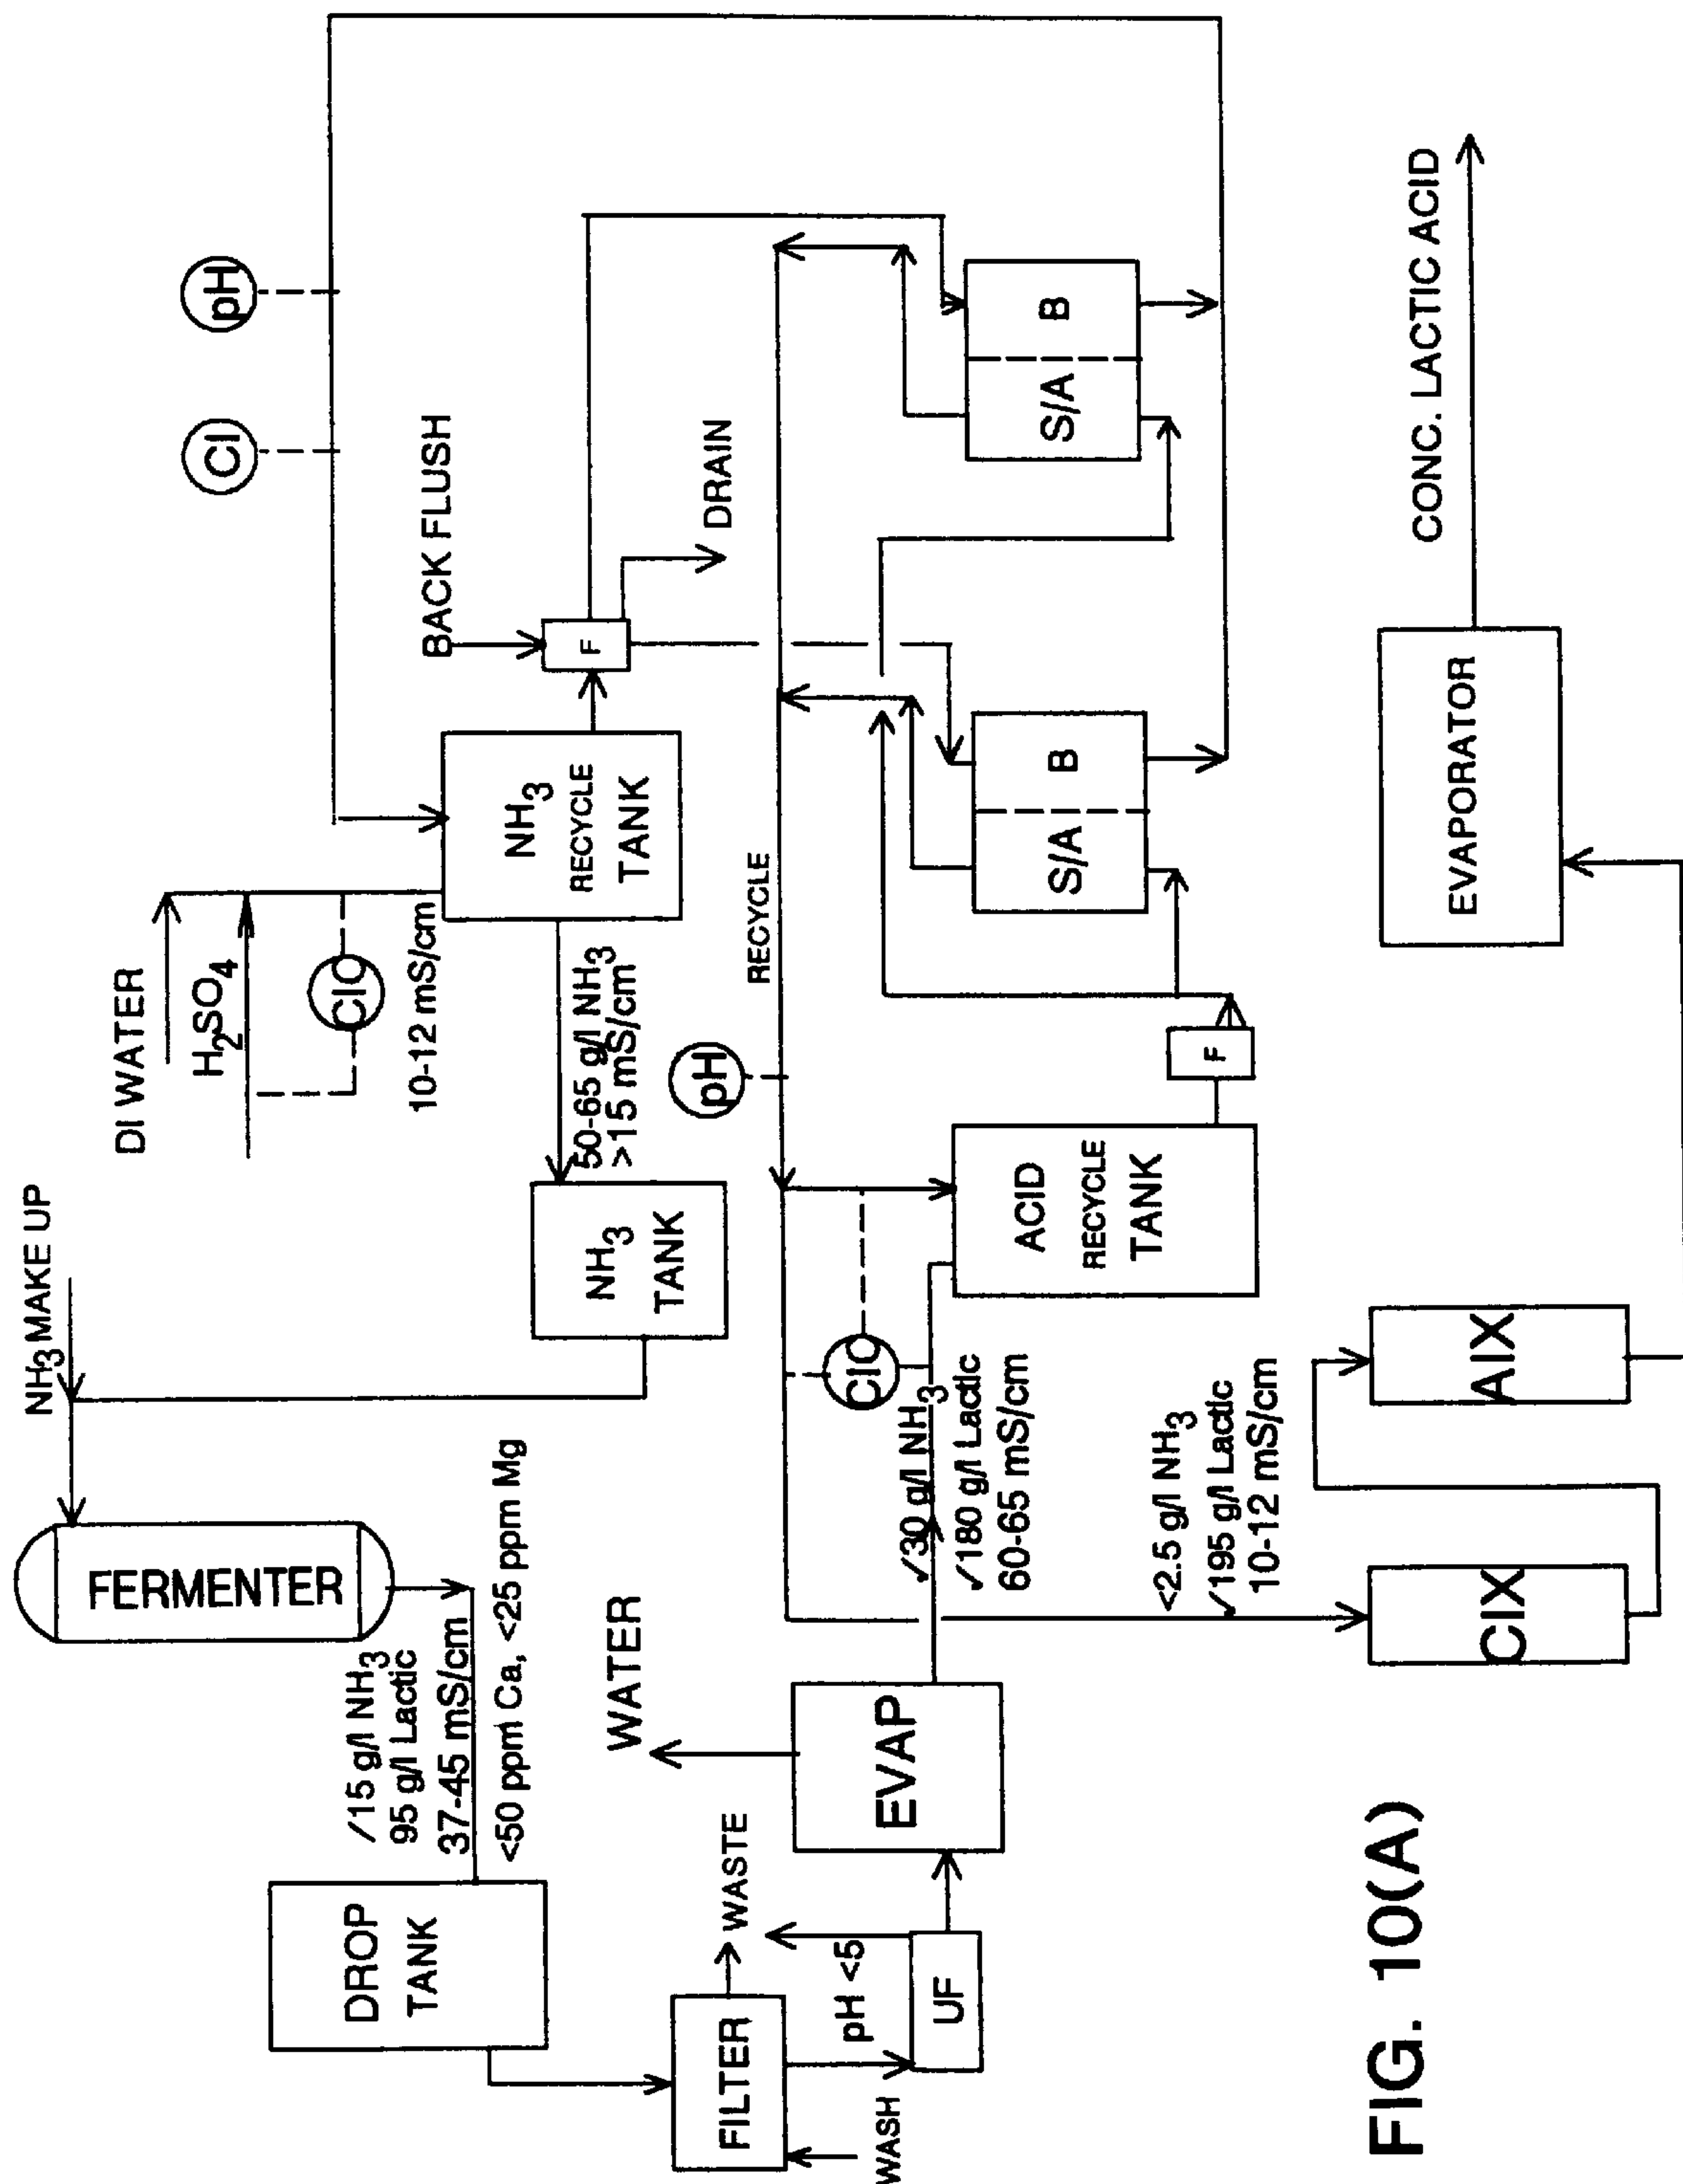 NH3 MAKE UP
FERMENTER
/15 g/l NH3
95 g/l Lactic
37-45 mS/cm
<50 ppm Ca, <25 ppm Mg
DROP
TANK
FILTER
WASTE
WASH
pH <5
UF
EVAP
WATER
✓30 g/l NH3
✓180 g/l Lactic
60-65 mS/cm
DI WATER
H2SO4
CIC
10-12 mS/cm
NH3
RECYCLE
TANK
50-65 g/l NH3
>15 mS/cm
NH3
TANK
CI
pH
BACK FLUSH
F
DRAIN
RECYCLE
pH
CIC
ACID
RECYCLE
TANK
F
S/A
B
S/A
B
<2.5 g/l NH3
✓195 g/l Lactic
10-12 mS/cm
CIX
AIX
EVAPORATOR
CONC. LACTIC ACID
FIG. 10(A)